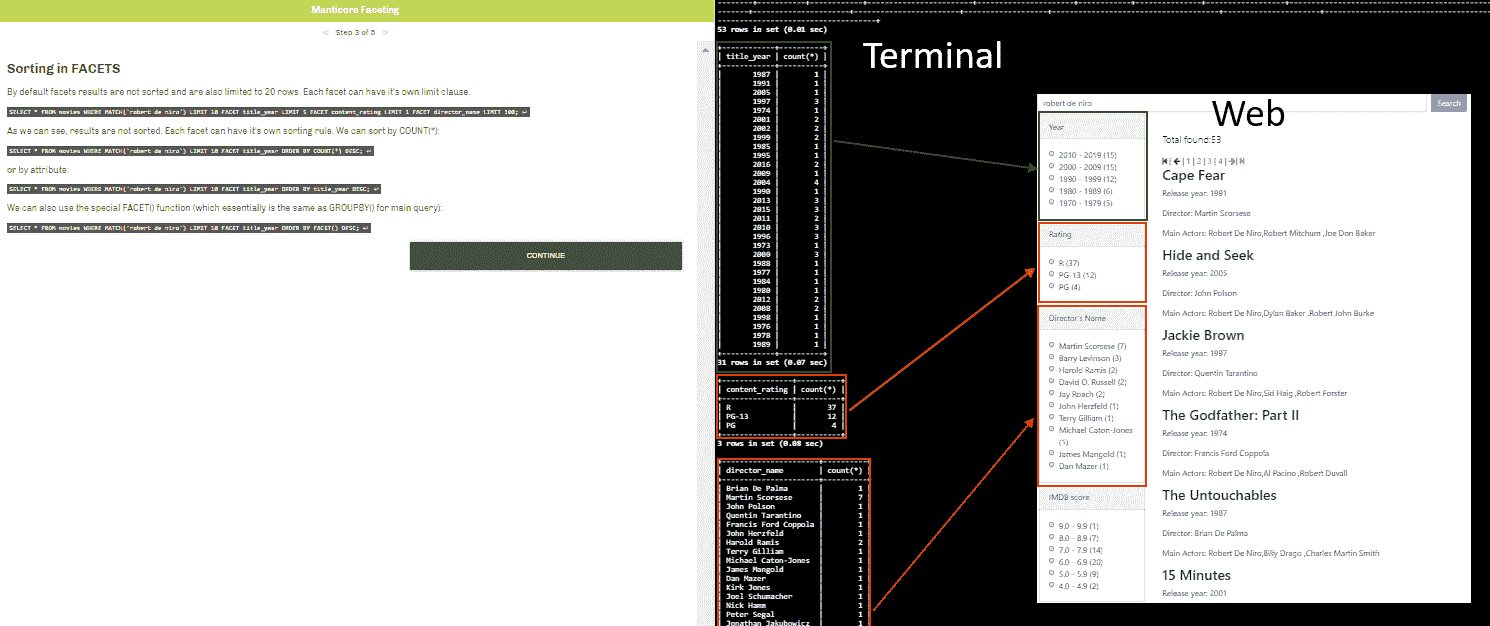 Manticore Faceting
< Step 3 of 5 >
Sorting in FACETS
By default facets results are not sorted and are also limited to 20 rows. Each facet can have it's own limit clause.
SELECT * FROM movies WHERE MATCH('robert de niro') LIMIT 10 FACET title_year LIMIT 5 FACET content_rating LIMIT 1 FACET director_name LIMIT 100; ↩
As we can see, results are not sorted. Each facet can have it's own sorting rule. We can sort by COUNT(*):
SELECT * FROM movies WHERE MATCH('robert de niro') LIMIT 10 FACET title_year ORDER BY COUNT(*) DESC; ↩
or by attribute:
SELECT * FROM movies WHERE MATCH('robert de niro') LIMIT 10 FACET title_year ORDER BY title_year DESC; ↩
We can also use the special FACET() function (which essentially is the same as GROUPBY() for main query):
SELECT * FROM movies WHERE MATCH('robert de niro') LIMIT 10 FACET title_year ORDER BY FACET() DESC; ↩
CONTINUE
53 rows in set (0.01 sec)
| title_year | count(*) |
| 1987 | 1 |
| 1991 | 1 |
| 2005 | 1 |
| 1997 | 3 |
| 1974 | 1 |
| 2001 | 2 |
| 2002 | 2 |
| 1999 | 2 |
| 1985 | 1 |
| 1995 | 1 |
| 2016 | 2 |
| 2009 | 1 |
| 2004 | 4 |
| 1990 | 1 |
| 2013 | 3 |
| 2015 | 3 |
| 2011 | 2 |
| 2010 | 3 |
| 1996 | 3 |
| 1973 | 1 |
| 2000 | 3 |
| 1988 | 1 |
| 1977 | 1 |
| 1984 | 1 |
| 1980 | 1 |
| 2012 | 2 |
| 2008 | 2 |
| 1998 | 1 |
| 1976 | 1 |
| 1978 | 1 |
| 1989 | 1 |
31 rows in set (0.07 sec)
| content_rating | count(*) |
| R | 37 |
| PG-13 | 12 |
| PG | 4 |
3 rows in set (0.08 sec)
| director_name | count(*) |
| Brian De Palma | 1 |
| Martin Scorsese | 7 |
| John Polson | 1 |
| Quentin Tarantino | 1 |
| Francis Ford Coppola | 1 |
| John Herzfeld | 1 |
| Harold Ramis | 2 |
| Terry Gilliam | 1 |
| Michael Caton-Jones | 1 |
| James Mangold | 1 |
| Dan Mazer | 1 |
| Kirk Jones | 1 |
| Joel Schumacher | 1 |
| Nick Hamm | 1 |
| Peter Segal | 1 |
| Jonathan Jakubowicz | 1 |
Terminal
Web
robert de niro
Search
Year
2010 - 2019 (15)
2000 - 2009 (15)
1990 - 1999 (12)
1980 - 1989 (6)
1970 - 1979 (5)
Rating
R (37)
PG-13 (12)
PG (4)
Director's Name
Martin Scorsese (7)
Barry Levinson (3)
Harold Ramis (2)
David O. Russell (2)
Jay Roach (2)
John Herzfeld (1)
Terry Gilliam (1)
Michael Caton-Jones
(1)
James Mangold (1)
Dan Mazer (1)
IMDB score
9.0 - 9.9 (1)
8.0 - 8.9 (7)
7.0 - 7.9 (14)
6.0 - 6.9 (20)
5.0 - 5.9 (9)
4.0 - 4.9 (2)
Total found:53
| 1 | 2 | 3 | 4 |
Cape Fear
Release year: 1991
Director: Martin Scorsese
Main Actors: Robert De Niro,Robert Mitchum ,Joe Don Baker
Hide and Seek
Release year: 2005
Director: John Polson
Main Actors: Robert De Niro,Dylan Baker ,Robert John Burke
Jackie Brown
Release year: 1997
Director: Quentin Tarantino
Main Actors: Robert De Niro,Sid Haig ,Robert Forster
The Godfather: Part II
Release year: 1974
Director: Francis Ford Coppola
Main Actors: Robert De Niro,Al Pacino ,Robert Duvall
The Untouchables
Release year: 1987
Director: Brian De Palma
Main Actors: Robert De Niro,Billy Drago ,Charles Martin Smith
15 Minutes
Release year: 2001